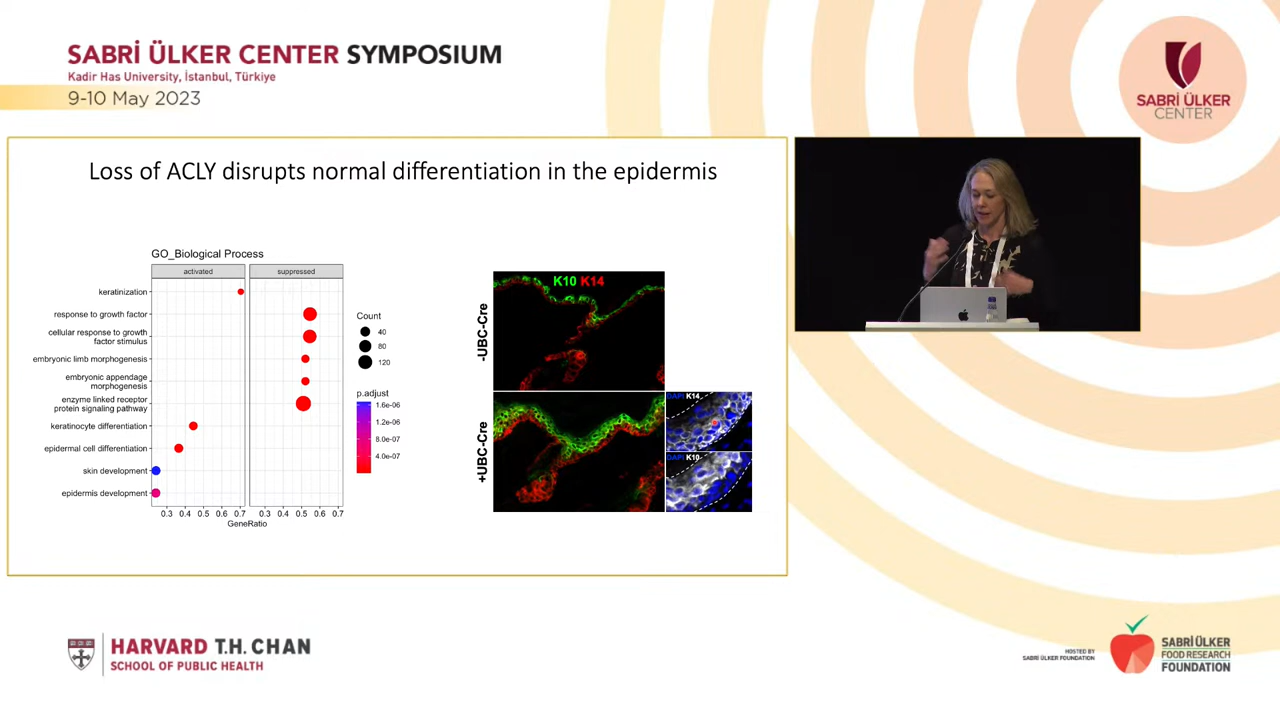 SABRİ ÜLKER CENTER SYMPOSIUM
Kadir Has University, İstanbul, Türkiye
9-10 May 2023
SABRİ ÜLKER
CENTER
Loss of ACLY disrupts normal differentiation in the epidermis
GO_Biological Process
activated
suppressed
keratinization
response to growth factor
cellular response to growth
factor stimulus
embryonic limb morphogenesis
embryonic appendage
morphogenesis
enzyme linked receptor
protein signaling pathway
keratinocyte differentiation
epidermal cell differentiation
skin development
epidermis development
0.3 0.4 0.5 0.6 0.7
0.3 0.4 0.5 0.6 0.7
GeneRatio
Count
40
80
120
p.adjust
1.6e-06
1.2e-06
8.0e-07
4.0e-07
-UBC-Cre
K10 K14
+UBC-Cre
DAPI K14
DAPI K10
HARVARD T.H. CHAN
SCHOOL OF PUBLIC HEALTH
HOSTED BY
SABRİ ÜLKER FOUNDATION
SABRİ ÜLKER
FOOD RESEARCH
FOUNDATION